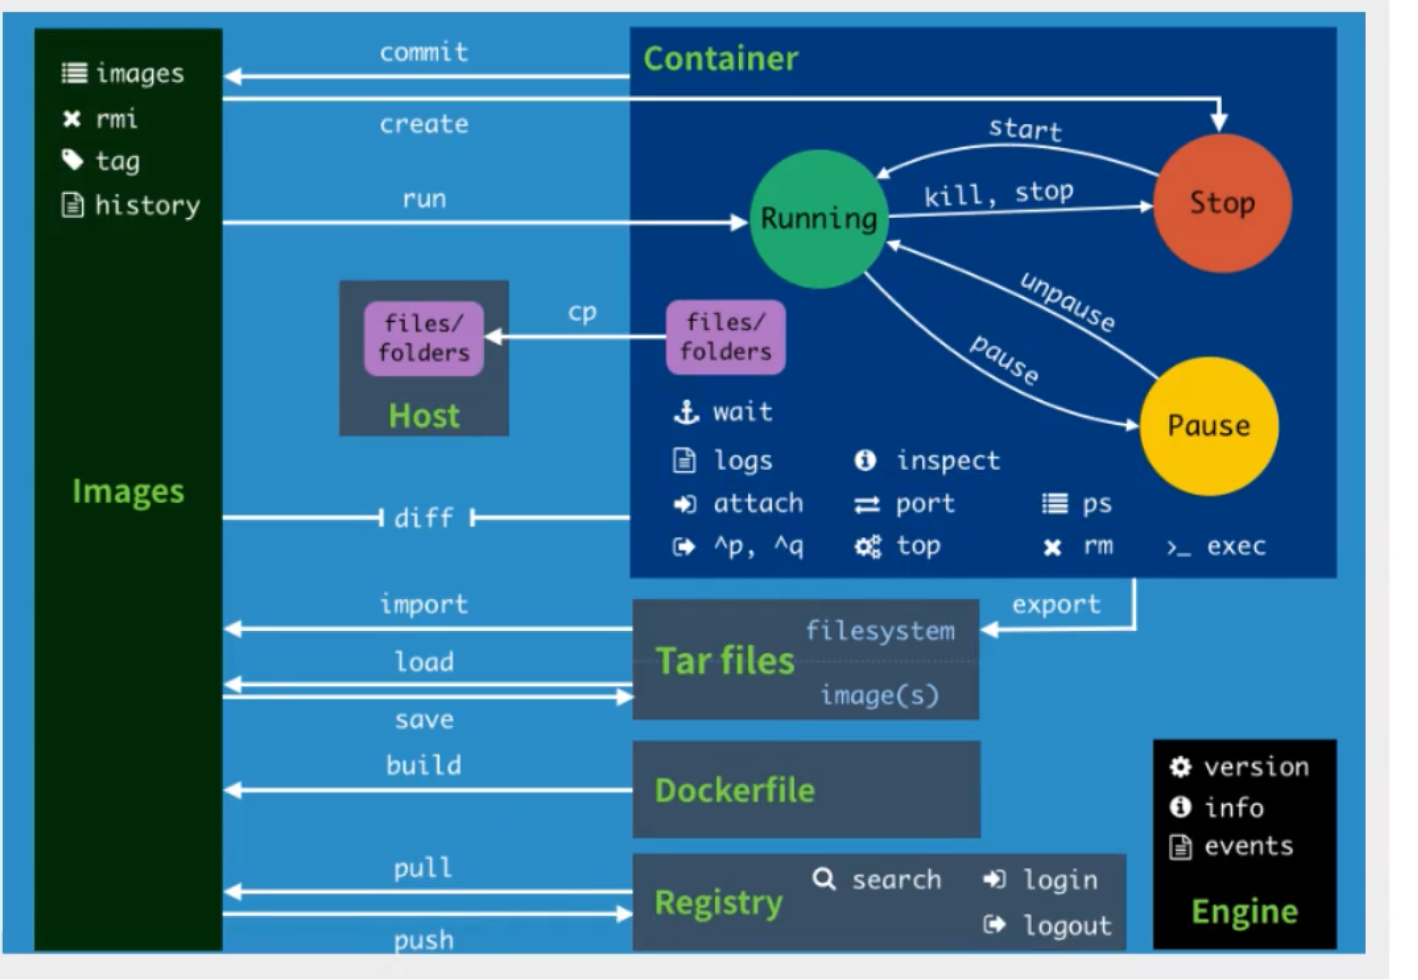 images
rmi
tag
history
Images
commit
create
run
Container
start
kill, stop
Running
Stop
unpause
pause
Pause
files/
folders
Host
cp
files/
folders
wait
logs
inspect
attach
port
ps
^p, ^q
top
rm
>_ exec
diff
import
load
save
export
Tar files
filesystem
image(s)
build
Dockerfile
pull
push
Registry
search
login
logout
version
info
events
Engine